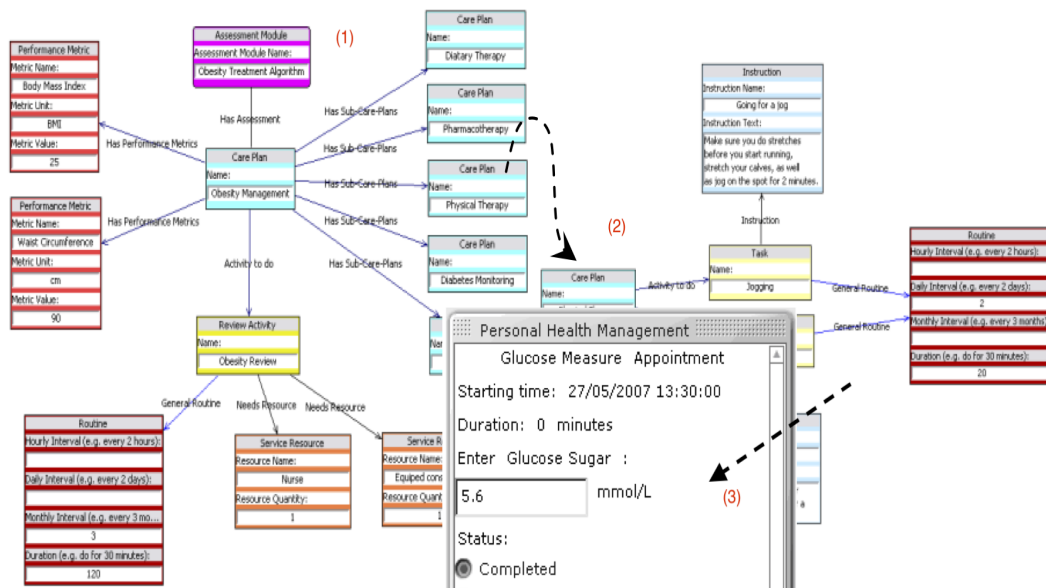 Assessment Module
Assessment Module Name:
Obesity Treatment Algorithm
(1)
Performance Metric
Metric Name:
Body Mass Index
Metric Unit:
BMI
Metric Value:
25
Has Performance Metrics
Has Assessment
Care Plan
Name:
Obesity Management
Performance Metric
Metric Name:
Waist Circumference
Metric Unit:
cm
Metric Value:
90
Has Performance Metrics
Activity to do
Has Sub-Care-Plans
Has Sub-Care-Plans
Has Sub-Care-Plans
Has Sub-Care-Plans
Has Sub-Care-Plans
Care Plan
Name:
Diatary Therapy
Care Plan
Name:
Pharmacotherapy
Care Plan
Name:
Physical Therapy
Care Plan
Name:
Diabetes Monitoring
(2)
Care Plan
Name:
Activity to do
Instruction
Instruction Name:
Going for a jog
Instruction Text:
Make sure you do stretches
before you start running,
stretch your calves, as well
as jog on the spot for 2 minutes.
Instruction
Task
Name:
Jogging
General Routine
General Routine
Routine
Hourly Interval (e.g. every 2 hours):
Daily Interval (e.g. every 2 days):
2
Monthly Interval (e.g. every 3 months)
Duration (e.g. do for 30 minutes):
20
Review Activity
Name:
Obesity Review
General Routine
Needs Resource
Needs Resource
Routine
Hourly Interval (e.g. every 2 hours):
Daily Interval (e.g. every 2 days):
Monthly Interval (e.g. every 3 mo...
3
Duration (e.g. do for 30 minutes):
120
Service Resource
Resource Name:
Nurse
Resource Quantity:
1
Service R
Resource Name:
Equiped cons
Resource Quant
1
Personal Health Management
Glucose Measure Appointment
Starting time: 27/05/2007 13:30:00
Duration: 0 minutes
Enter Glucose Sugar :
5.6 mmol/L
Status:
Completed
(3)
a